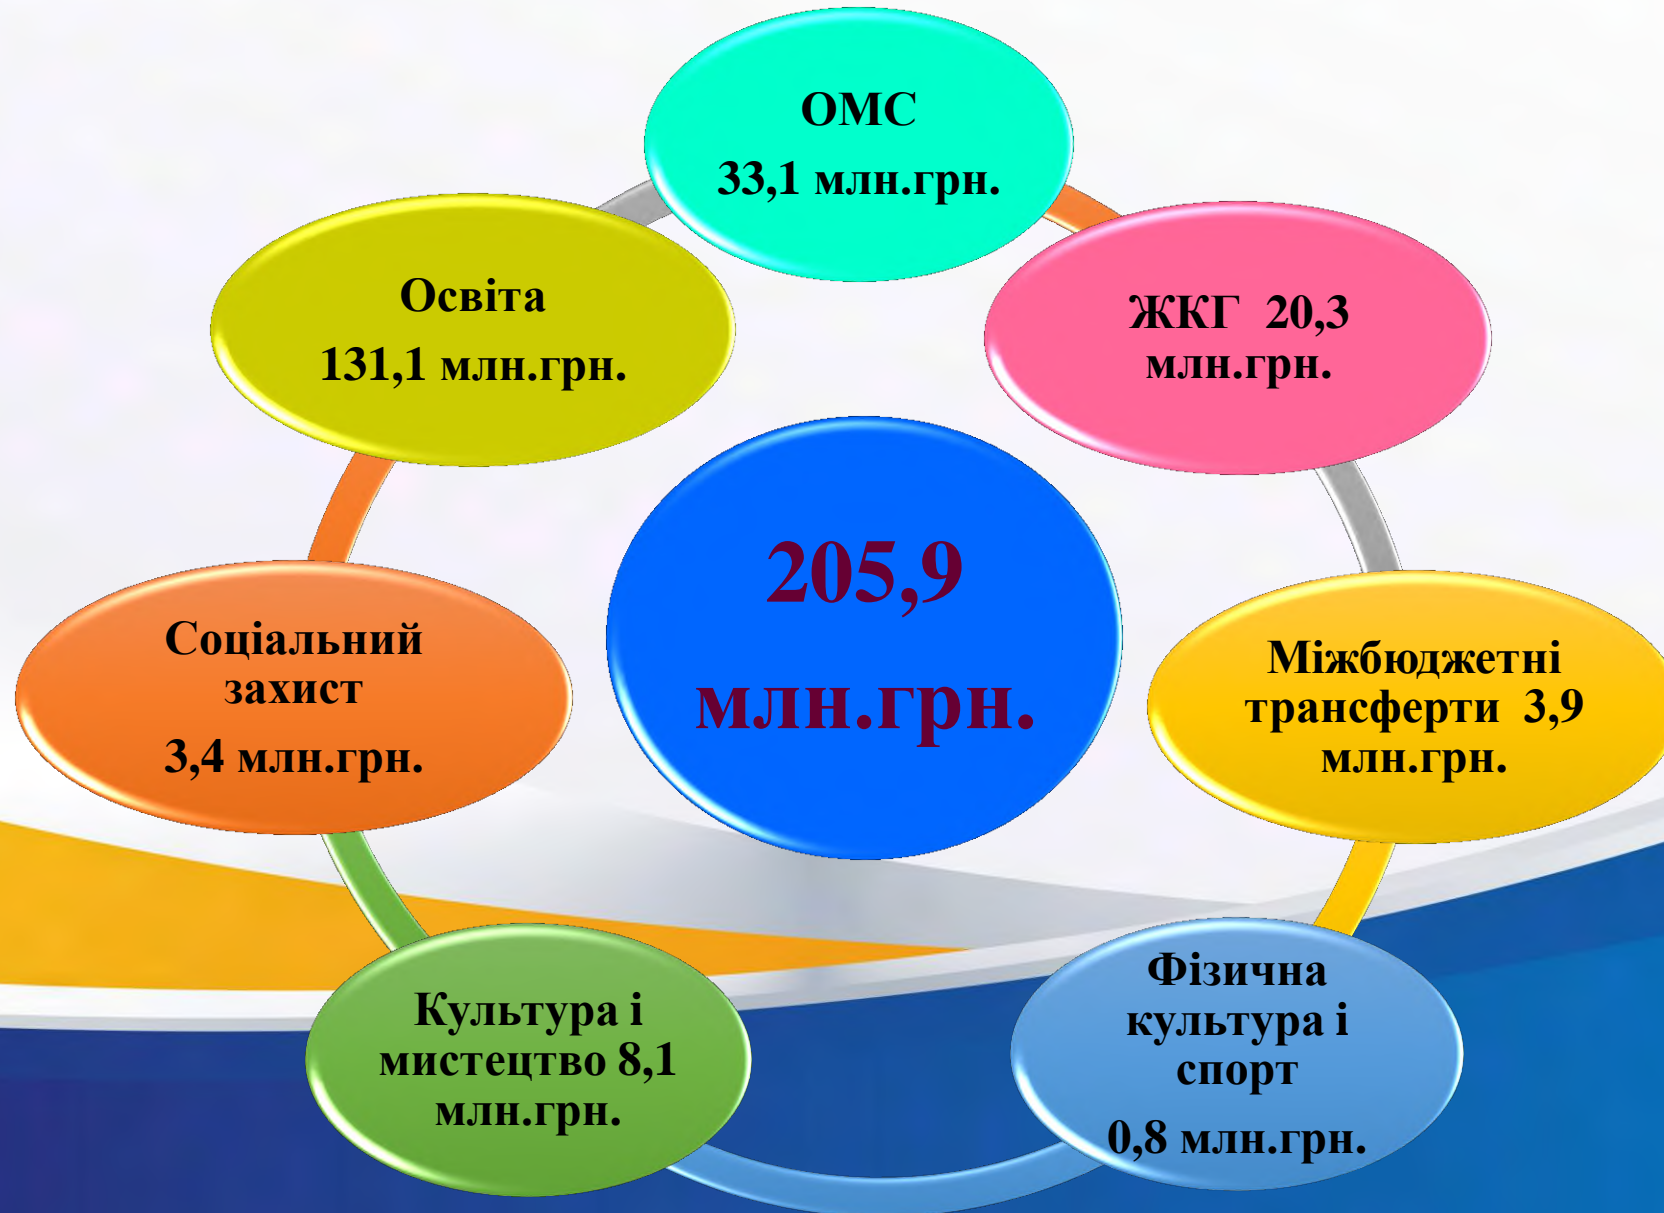 ОМС
33,1 млн.грн.
Освіта
131,1 млн.грн.
ЖКГ 20,3
млн.грн.
205,9
млн.грн.
Соціальний
захист
3,4 млн.грн.
Міжбюджетні
трансферти 3,9
млн.грн.
Культура і
мистецтво 8,1
млн.грн.
Фізична
культура і
спорт
0,8 млн.грн.